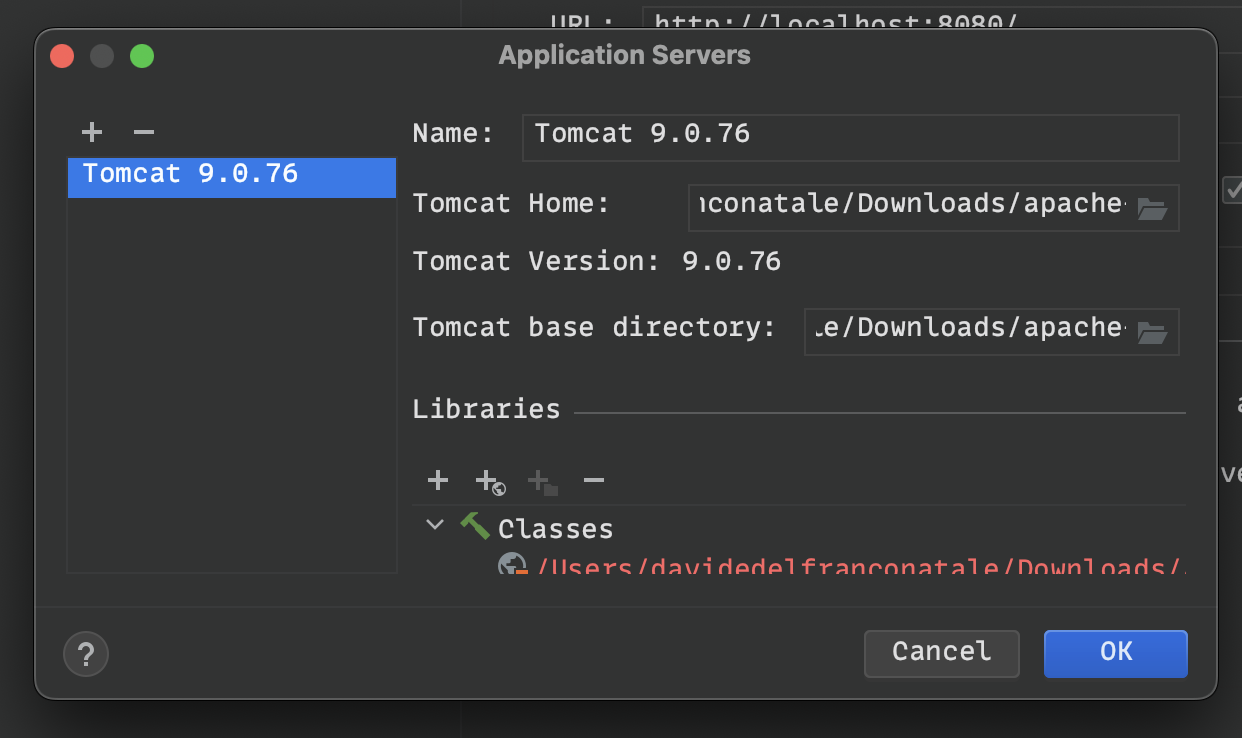 URL: http://localhost:8080/
Application Servers
Tomcat 9.0.76
Name: Tomcat 9.0.76
Tomcat Home: nconatale/Downloads/apache-
Tomcat Version: 9.0.76
Tomcat base directory: le/Downloads/apache-
Libraries
Classes
/Users/davidedelfranconatale/Downloads/
? Cancel OK